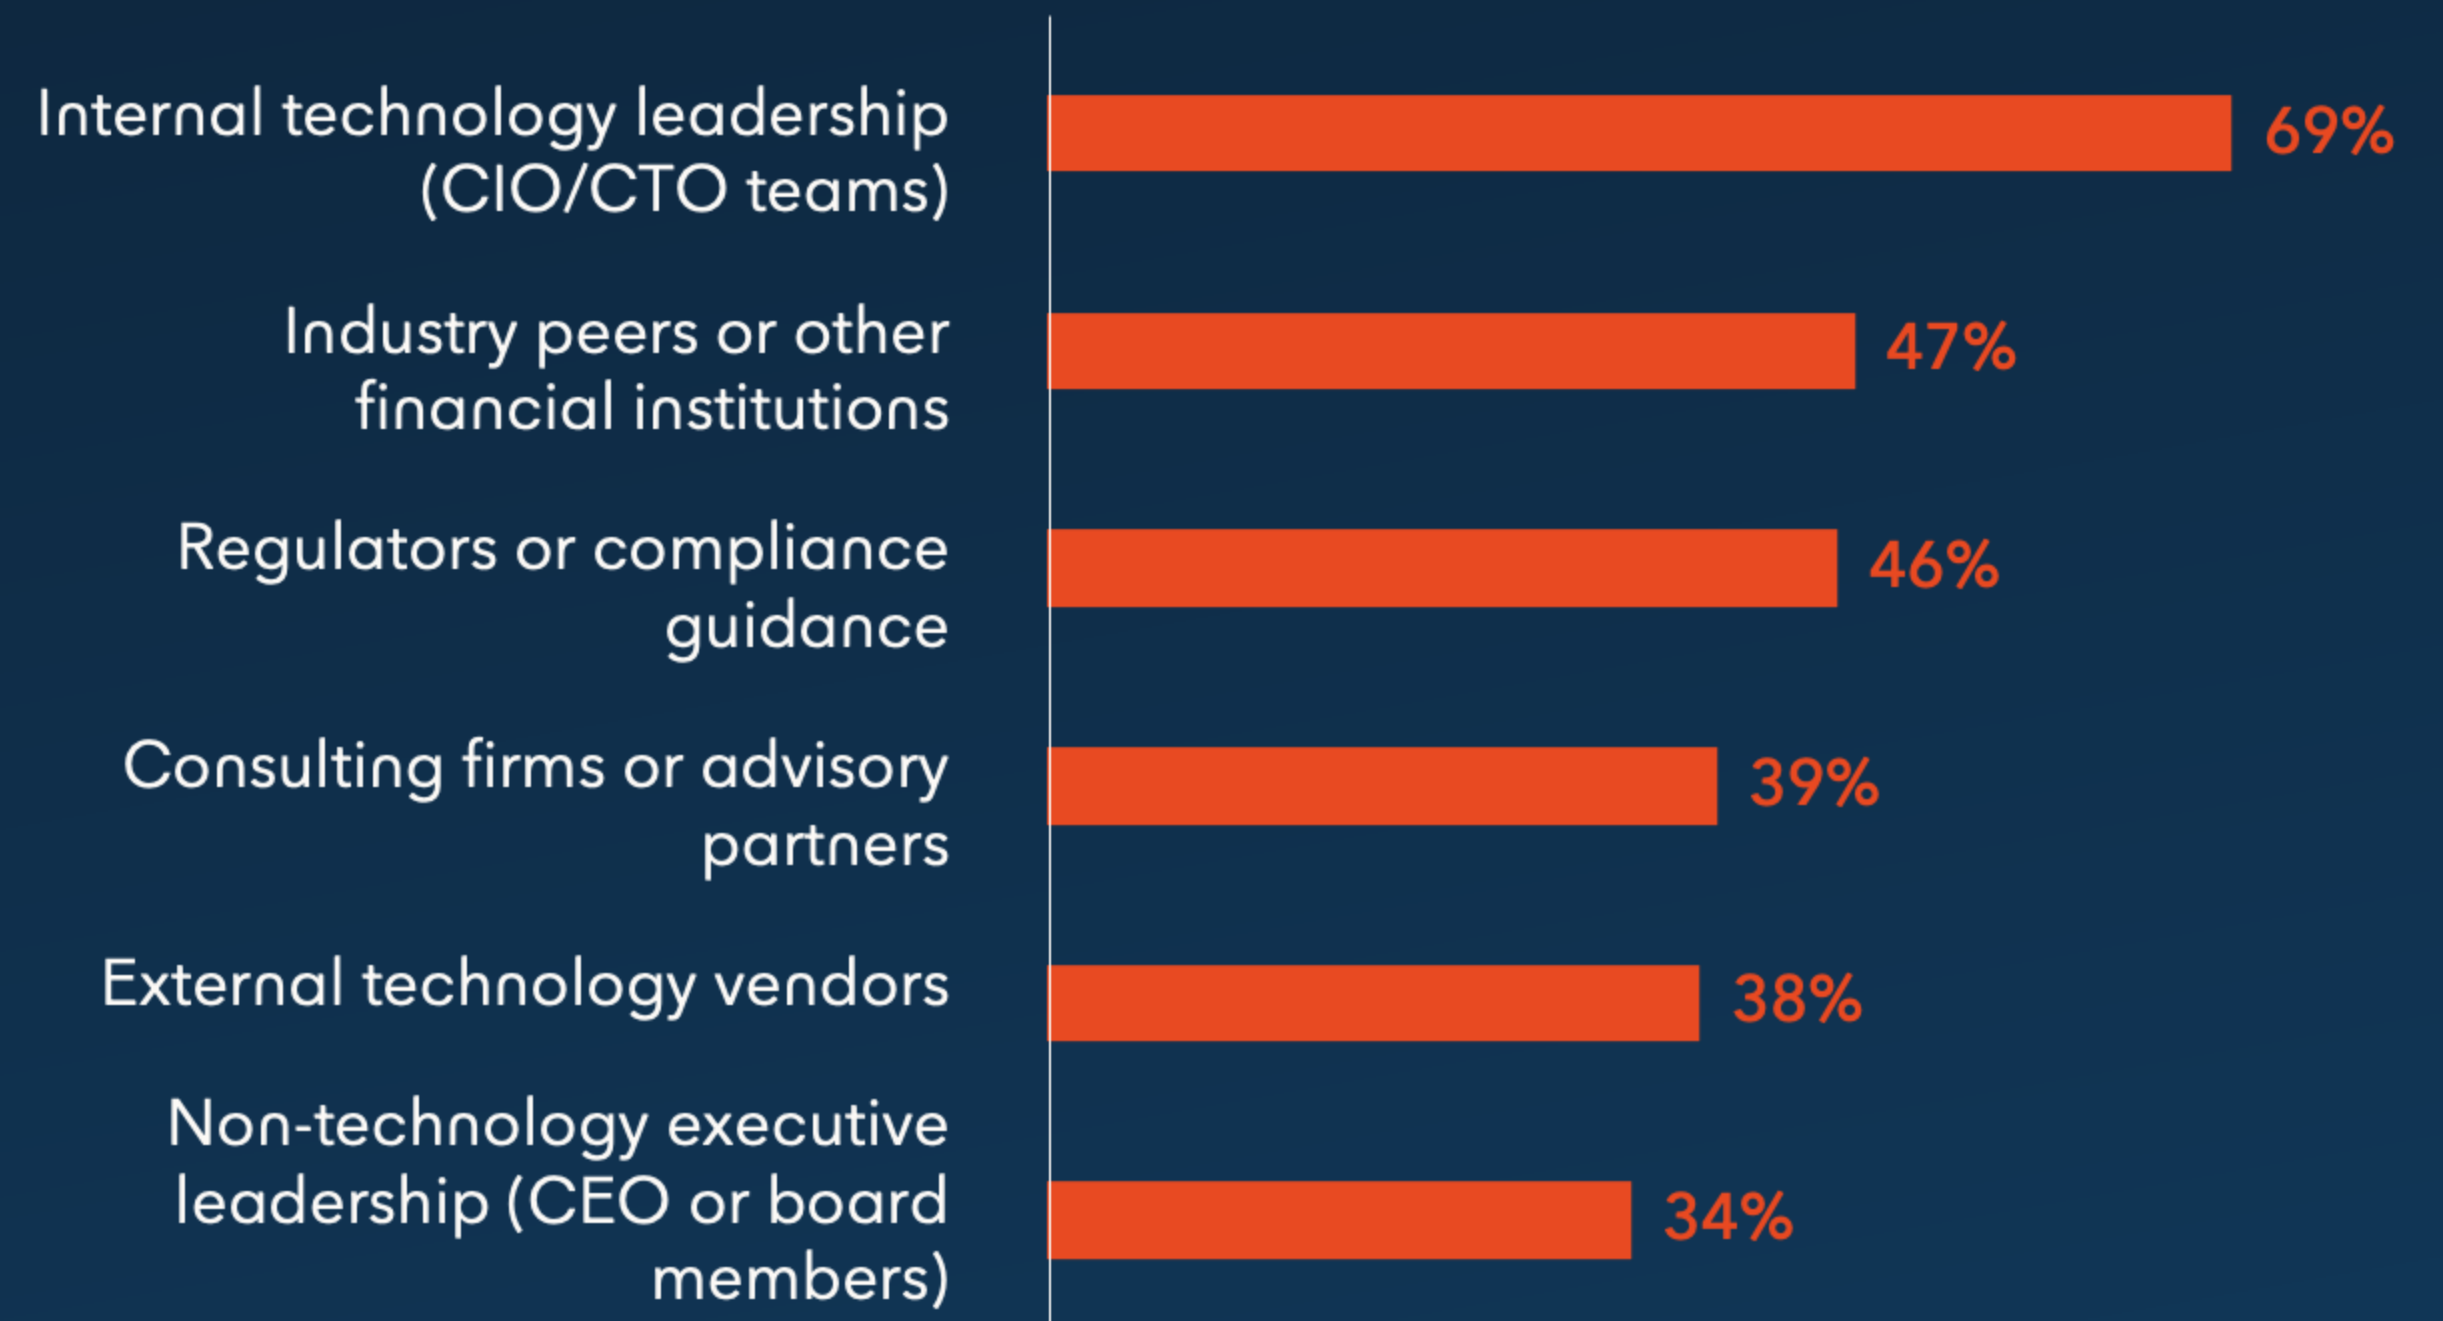 Internal technology leadership
(CIO/CTO teams)
69%
Industry peers or other
financial institutions
47%
Regulators or compliance
guidance
46%
Consulting firms or advisory
partners
39%
External technology vendors
38%
Non-technology executive
leadership (CEO or board
members)
34%